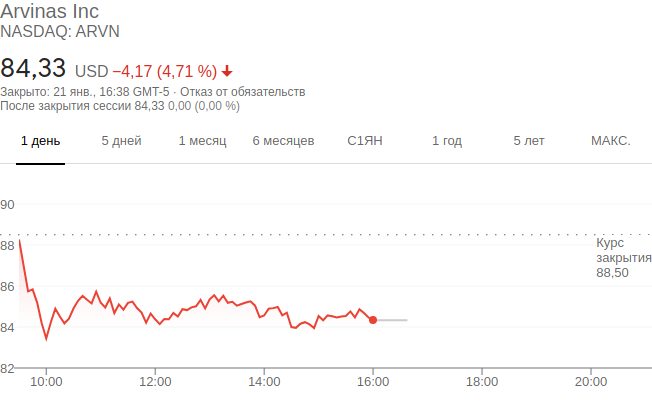 Arvinas Inc
NASDAQ: ARVN
84,33 USD −4,17 (4,71 %)
Закрыто: 21 янв., 16:38 GMT-5 · Отказ от обязательств
После закрытия сессии 84,33 0,00 (0,00 %)
1 день 5 дней 1 месяц 6 месяцев С1ЯН 1 год 5 лет МАКС.
90
88
86
84
82
Курс
закрытия
88,50
10:00 12:00 14:00 16:00 18:00 20:00